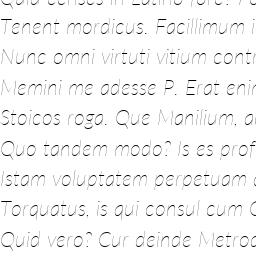 Quid censes in Latino fore? Po
Tenent mordicus. Facillimum i
Nunc omni virtuti vitium contr
Memini me adesse P. Erat enim
Stoicos roga. Que Manilium, a
Quo tandem modo? Is es prof
Istam voluptatem perpetuam
Torquatus, is qui consul cum C
Quid vero? Cur deinde Metrod